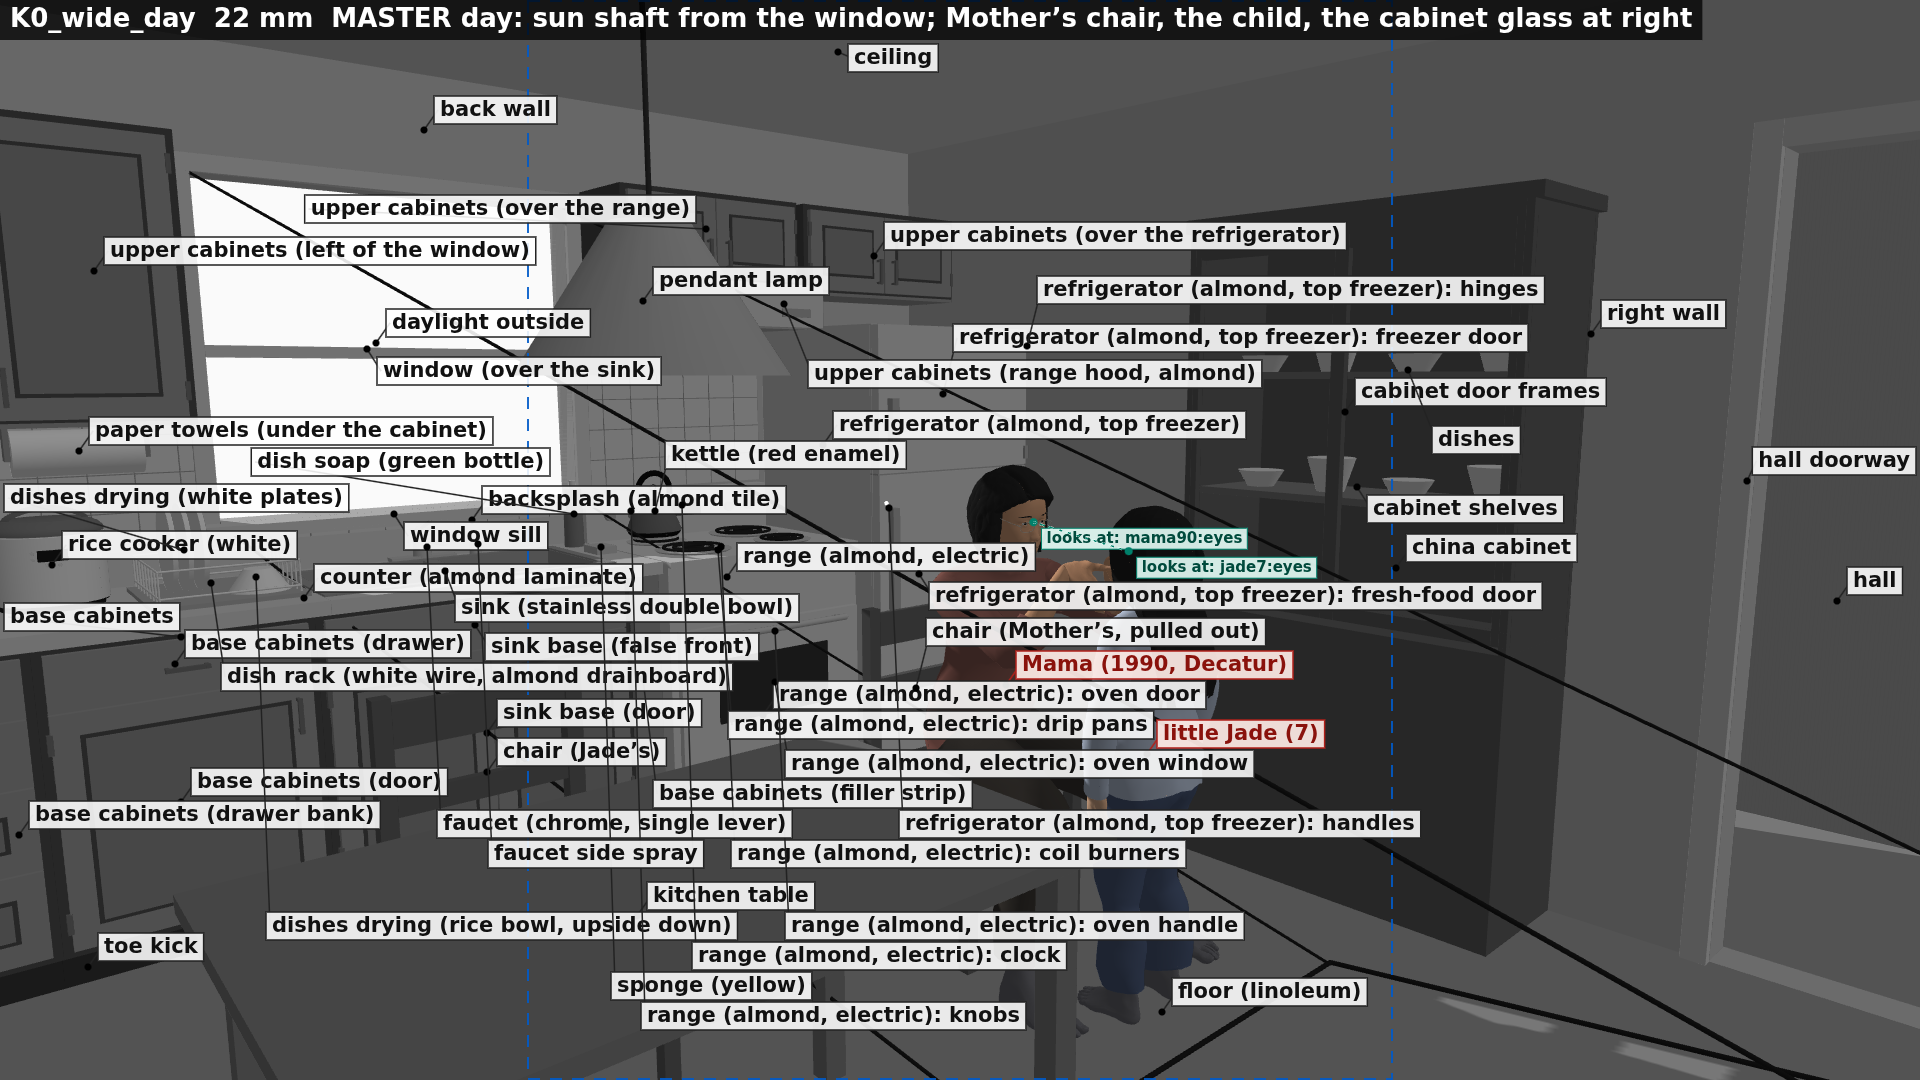 K0_wide_day 22 mm MASTER day: sun shaft from the window; Mother’s chair, the child, the cabinet glass at right
ceiling
back wall
upper cabinets (over the range)
upper cabinets (left of the window)
upper cabinets (over the refrigerator)
pendant lamp
refrigerator (almond, top freezer): hinges
right wall
daylight outside
refrigerator (almond, top freezer): freezer door
window (over the sink)
upper cabinets (range hood, almond)
cabinet door frames
paper towels (under the cabinet)
refrigerator (almond, top freezer)
dishes
dish soap (green bottle)
kettle (red enamel)
hall doorway
dishes drying (white plates)
backsplash (almond tile)
cabinet shelves
rice cooker (white)
window sill
looks at: mama90:eyes
china cabinet
range (almond, electric)
looks at: jade7:eyes
counter (almond laminate)
hall
refrigerator (almond, top freezer): fresh-food door
sink (stainless double bowl)
base cabinets
chair (Mother’s, pulled out)
base cabinets (drawer)
sink base (false front)
Mama (1990, Decatur)
dish rack (white wire, almond drainboard)
range (almond, electric): oven door
sink base (door)
range (almond, electric): drip pans
little Jade (7)
chair (Jade’s)
range (almond, electric): oven window
base cabinets (door)
base cabinets (filler strip)
base cabinets (drawer bank)
faucet (chrome, single lever)
refrigerator (almond, top freezer): handles
faucet side spray
range (almond, electric): coil burners
kitchen table
dishes drying (rice bowl, upside down)
range (almond, electric): oven handle
toe kick
range (almond, electric): clock
sponge (yellow)
floor (linoleum)
range (almond, electric): knobs